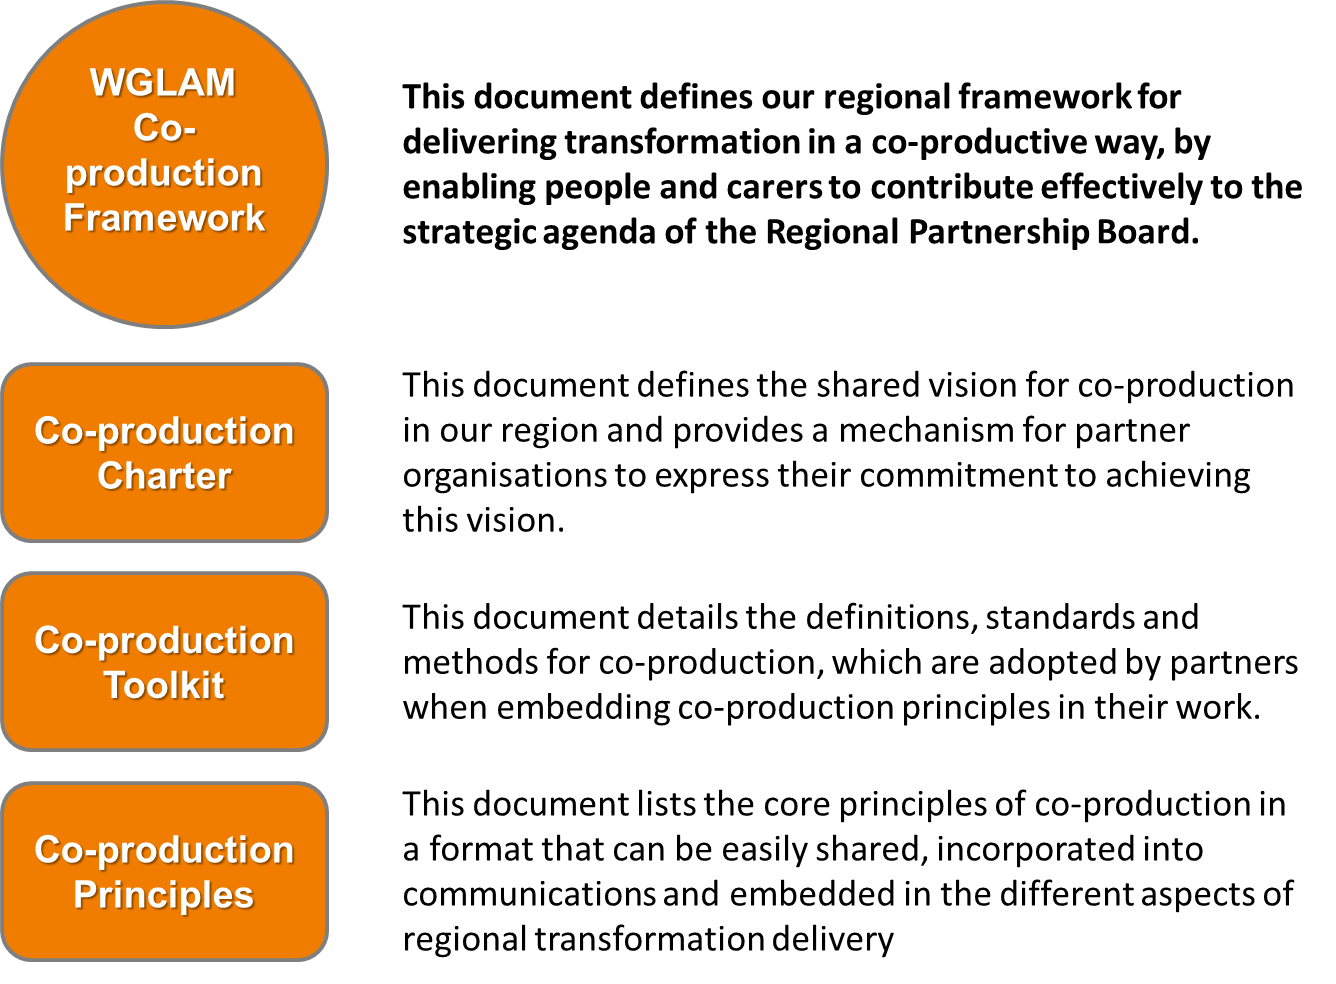 WGLAM
Co-
production
Framework
This document defines our regional framework for
delivering transformation in a co-productive way, by
enabling people and carers to contribute effectively to the
strategic agenda of the Regional Partnership Board.
Co-production
Charter
This document defines the shared vision for co-production
in our region and provides a mechanism for partner
organisations to express their commitment to achieving
this vision.
Co-production
Toolkit
This document details the definitions, standards and
methods for co-production, which are adopted by partners
when embedding co-production principles in their work.
Co-production
Principles
This document lists the core principles of co-production in
a format that can be easily shared, incorporated into
communications and embedded in the different aspects of
regional transformation delivery